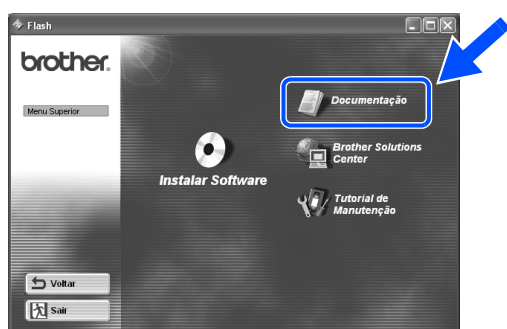 Flash
brother.
Menu Superior
Documentação
Instalar Software
Brother Solutions
Center
Tutorial de
Manutenção
Voltar
Sair